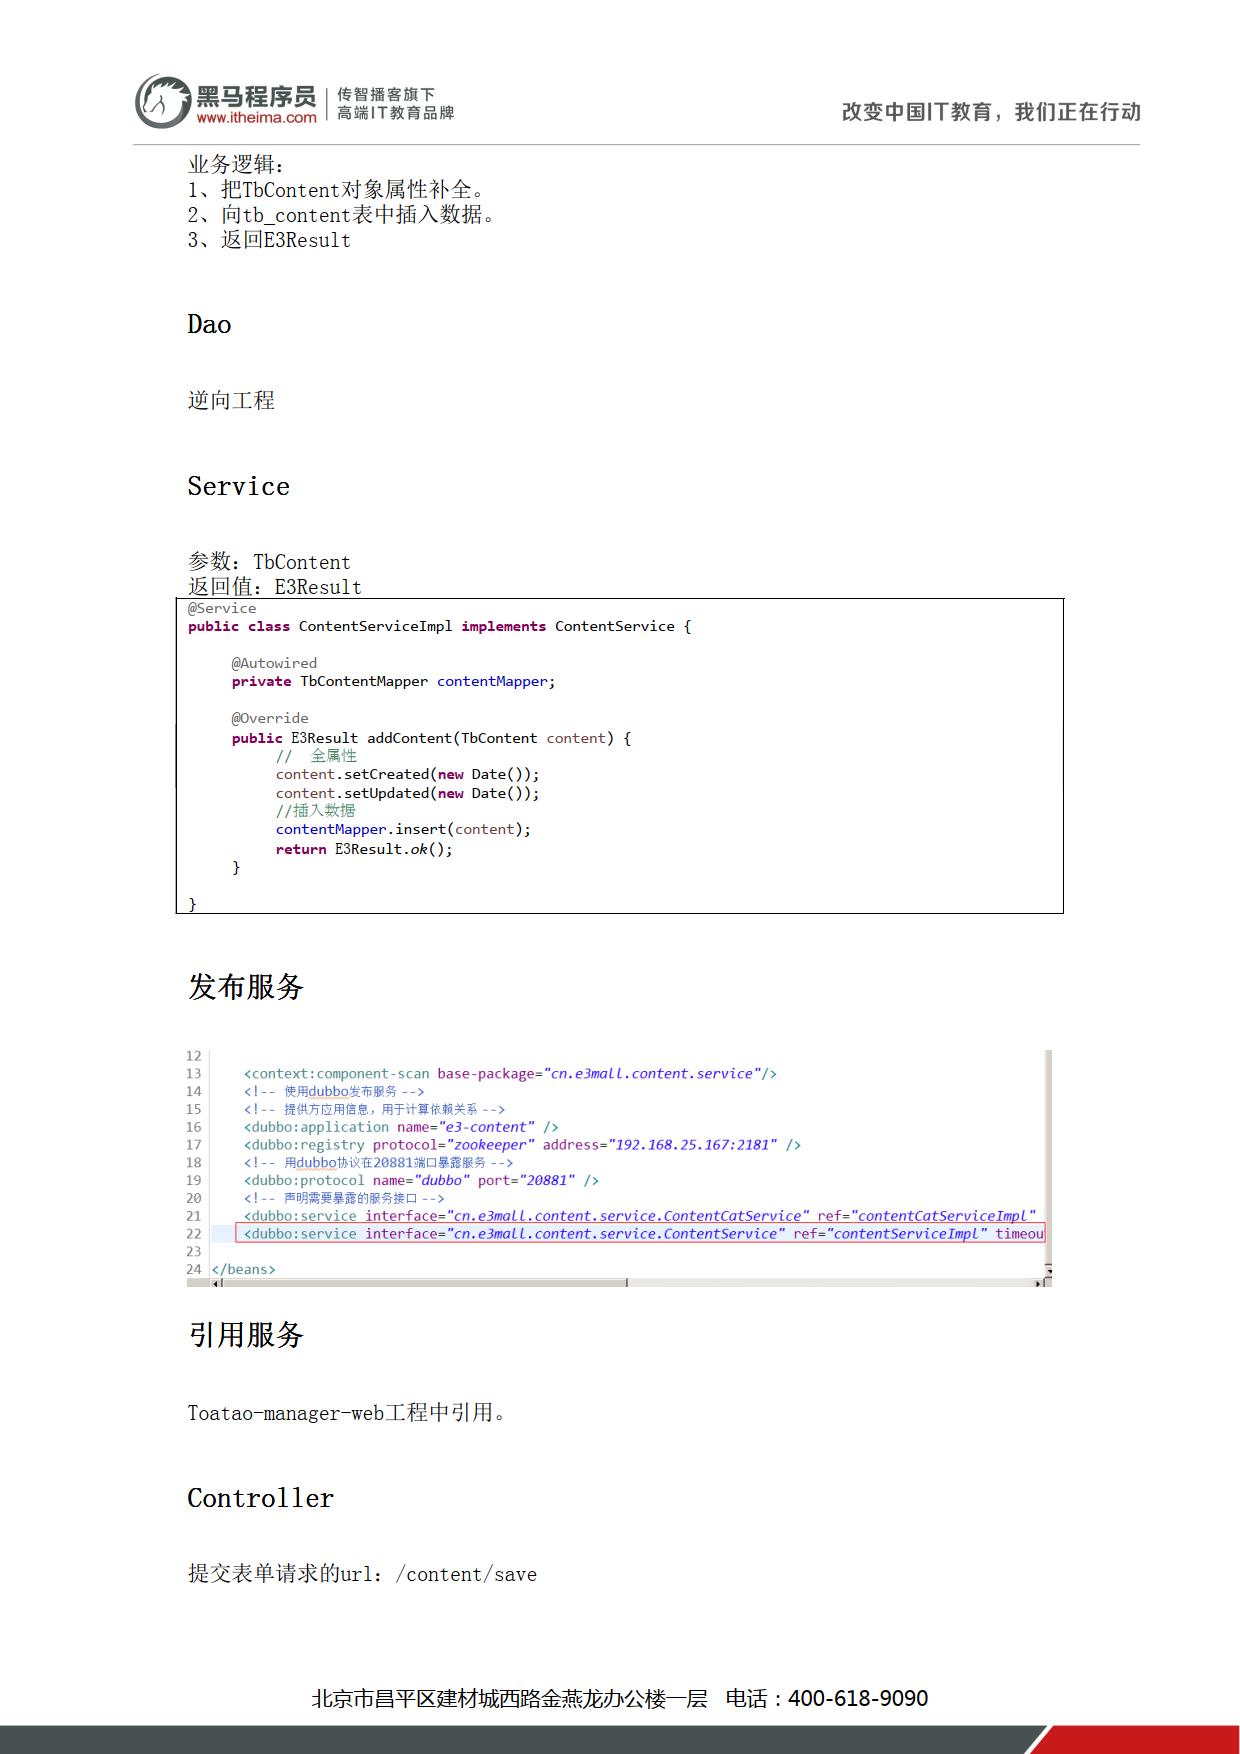 黑马程序员
www.itheima.com
传智播客旗下
高端IT教育品牌
改变中国IT教育，我们正在行动
业务逻辑：
1、把TbContent对象属性补全。
2、向tb_content表中插入数据。
3、返回E3Result
Dao
逆向工程
Service
参数：TbContent
返回值：E3Result
@Service
public class ContentServiceImpl implements ContentService {
@Autowired
private TbContentMapper contentMapper;
@Override
public E3Result addContent(TbContent content) {
// 全属性
content.setCreated(new Date());
content.setUpdated(new Date());
//插入数据
contentMapper.insert(content);
return E3Result.ok();
}
}
发布服务
12
13 <context:component-scan base-package="cn.e3mall.content.service"/>
14 <!-- 使用dubbo发布服务 -->
15 <!-- 提供方应用信息，用于计算依赖关系 -->
16 <dubbo:application name="e3-content" />
17 <dubbo:registry protocol="zookeeper" address="192.168.25.167:2181" />
18 <!-- 用dubbo协议在20881端口暴露服务 -->
19 <dubbo:protocol name="dubbo" port="20881" />
20 <!-- 声明需要暴露的服务接口 -->
21 <dubbo:service interface="cn.e3mall.content.service.ContentCatService" ref="contentCatServiceImpl"
22 <dubbo:service interface="cn.e3mall.content.service.ContentService" ref="contentServiceImpl" timeou
23
24 </beans>
引用服务
Toatao-manager-web工程中引用。
Controller
提交表单请求的url：/content/save
北京市昌平区建材城西路金燕龙办公楼一层 电话：400-618-9090